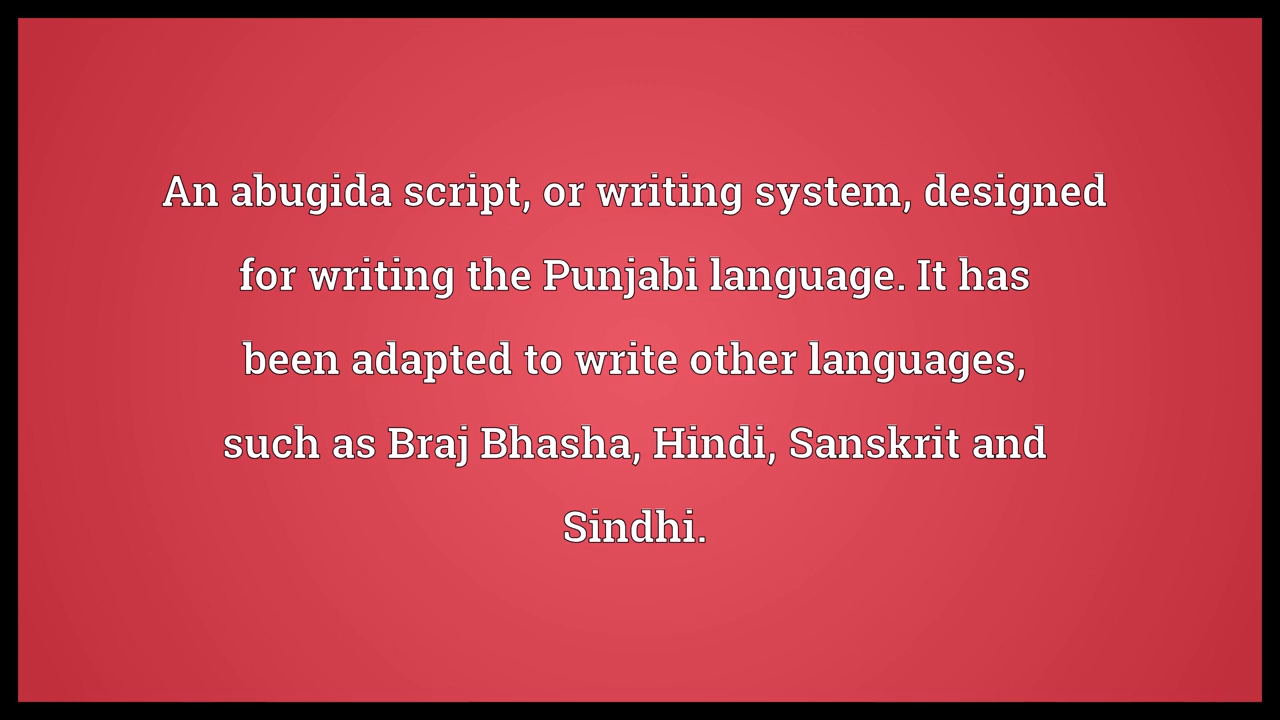 An abugida script, or writing system, designed
for writing the Punjabi language. It has
been adapted to write other languages,
such as Braj Bhasha, Hindi, Sanskrit and
Sindhi.